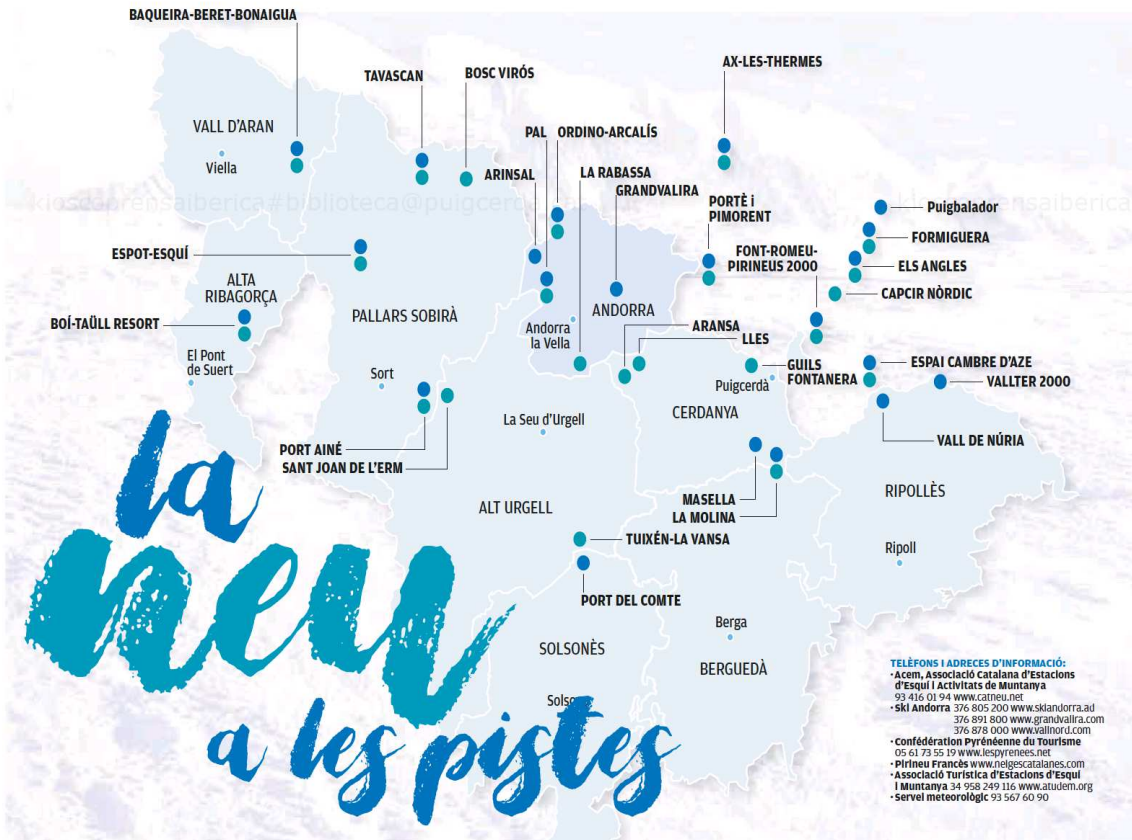 BAQUEIRA-BERET-BONAIGUA
TAVASCAN
BOSC VIRÓS
AX-LES-THERMES
VALL D'ARAN
Viella
PAL
ORDINO-ARCALÍS
ARINSAL
LA RABASSA
GRANDVALIRA
PORTÈ i
PIMORENT
Puigbalador
FORMIGUERA
ELS ANGLES
CAPCIR NÒRDIC
FONT-ROMEU-
PIRINEUS 2000
ESPOT-ESQUÍ
ALTA
RIBAGORÇA
BOÍ-TAÜLL RESORT
PALLARS SOBIRÀ
ANDORRA
Andorra
la Vella
ARANSA
LLES
El Pont
de Suert
Sort
GUILS
FONTANERA
Puigcerdà
ESPAI CAMBRE D'AZE
VALLTER 2000
CERDANYA
La Seu d'Urgell
VALL DE NÚRIA
PORT AINÉ
SANT JOAN DE L'ERM
MASELLA
LA MOLINA
RIPOLLÈS
ALT URGELL
TUIXÉN-LA VANSA
Ripoll
PORT DEL COMTE
Berga
SOLSONÈS
BERGUEDÀ
la
neu
a les pistes
TELÈFONS I ADRECES D'INFORMACIÓ:
• Acem, Associació Catalana d'Estacions
d'Esquí i Activitats de Muntanya
93 416 01 94 www.catneu.net
• Ski Andorra 376 805 200 www.skiandorra.ad
376 891 800 www.grandvalira.com
376 878 000 www.vallnord.com
• Confédération Pyrénéenne du Tourisme
05 61 73 55 19 www.lespyrenees.net
• Pirineu Francès www.neigescatalanes.com
• Associació Turística d'Estacions d'Esquí
i Muntanya 34 958 249 116 www.atudem.org
• Servei meteorològic 93 567 60 90